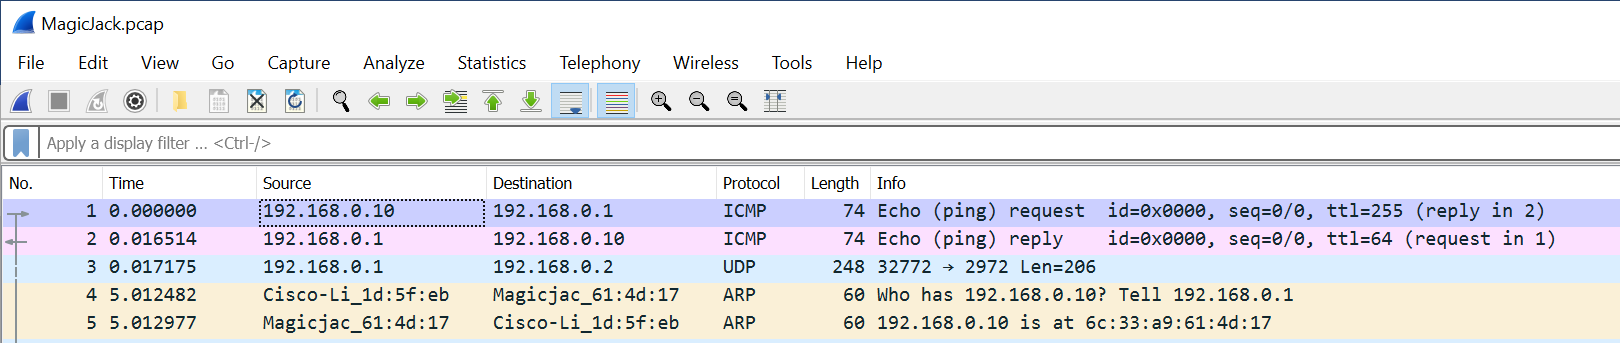 MagicJack.pcap
File Edit View Go Capture Analyze Statistics Telephony Wireless Tools Help
Apply a display filter ... <Ctrl-/>
No. Time Source Destination Protocol Length Info
1 0.000000 192.168.0.10 192.168.0.1 ICMP 74 Echo (ping) request id=0x0000, seq=0/0, ttl=255 (reply in 2)
2 0.016514 192.168.0.1 192.168.0.10 ICMP 74 Echo (ping) reply id=0x0000, seq=0/0, ttl=64 (request in 1)
3 0.017175 192.168.0.1 192.168.0.2 UDP 248 32772 → 2972 Len=206
4 5.012482 Cisco-Li_1d:5f:eb Magicjac_61:4d:17 ARP 60 Who has 192.168.0.10? Tell 192.168.0.1
5 5.012977 Magicjac_61:4d:17 Cisco-Li_1d:5f:eb ARP 60 192.168.0.10 is at 6c:33:a9:61:4d:17